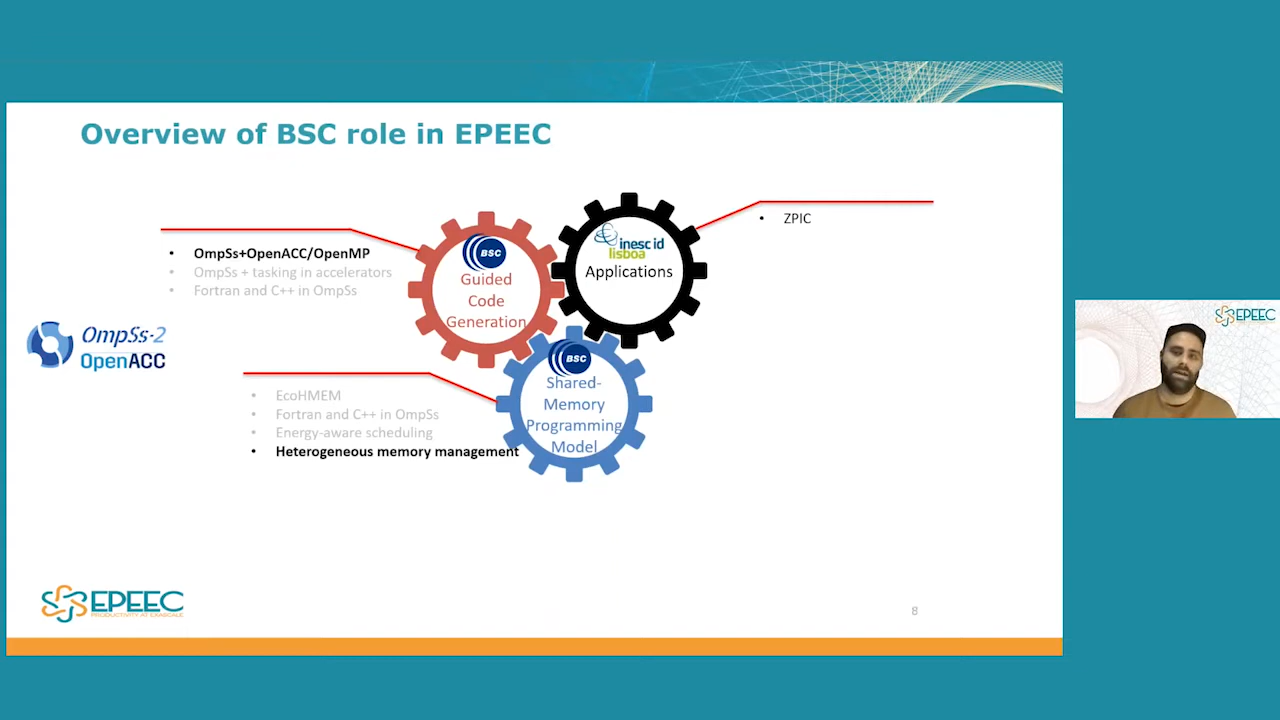 Overview of BSC role in EPEEC
• OmpSs+OpenACC/OpenMP
• OmpSs + tasking in accelerators
• Fortran and C++ in OmpSs
BSC
Guided
Code
Generation
inesc id
lisboa
Applications
• ZPIC
OmpSs-2
OpenACC
• EcoHMEM
• Fortran and C++ in OmpSs
• Energy-aware scheduling
• Heterogeneous memory management
BSC
Shared-
Memory
Programming
Model
EPEEC
EPEEC
PRODUCTIVITY AT EXASCALE
8